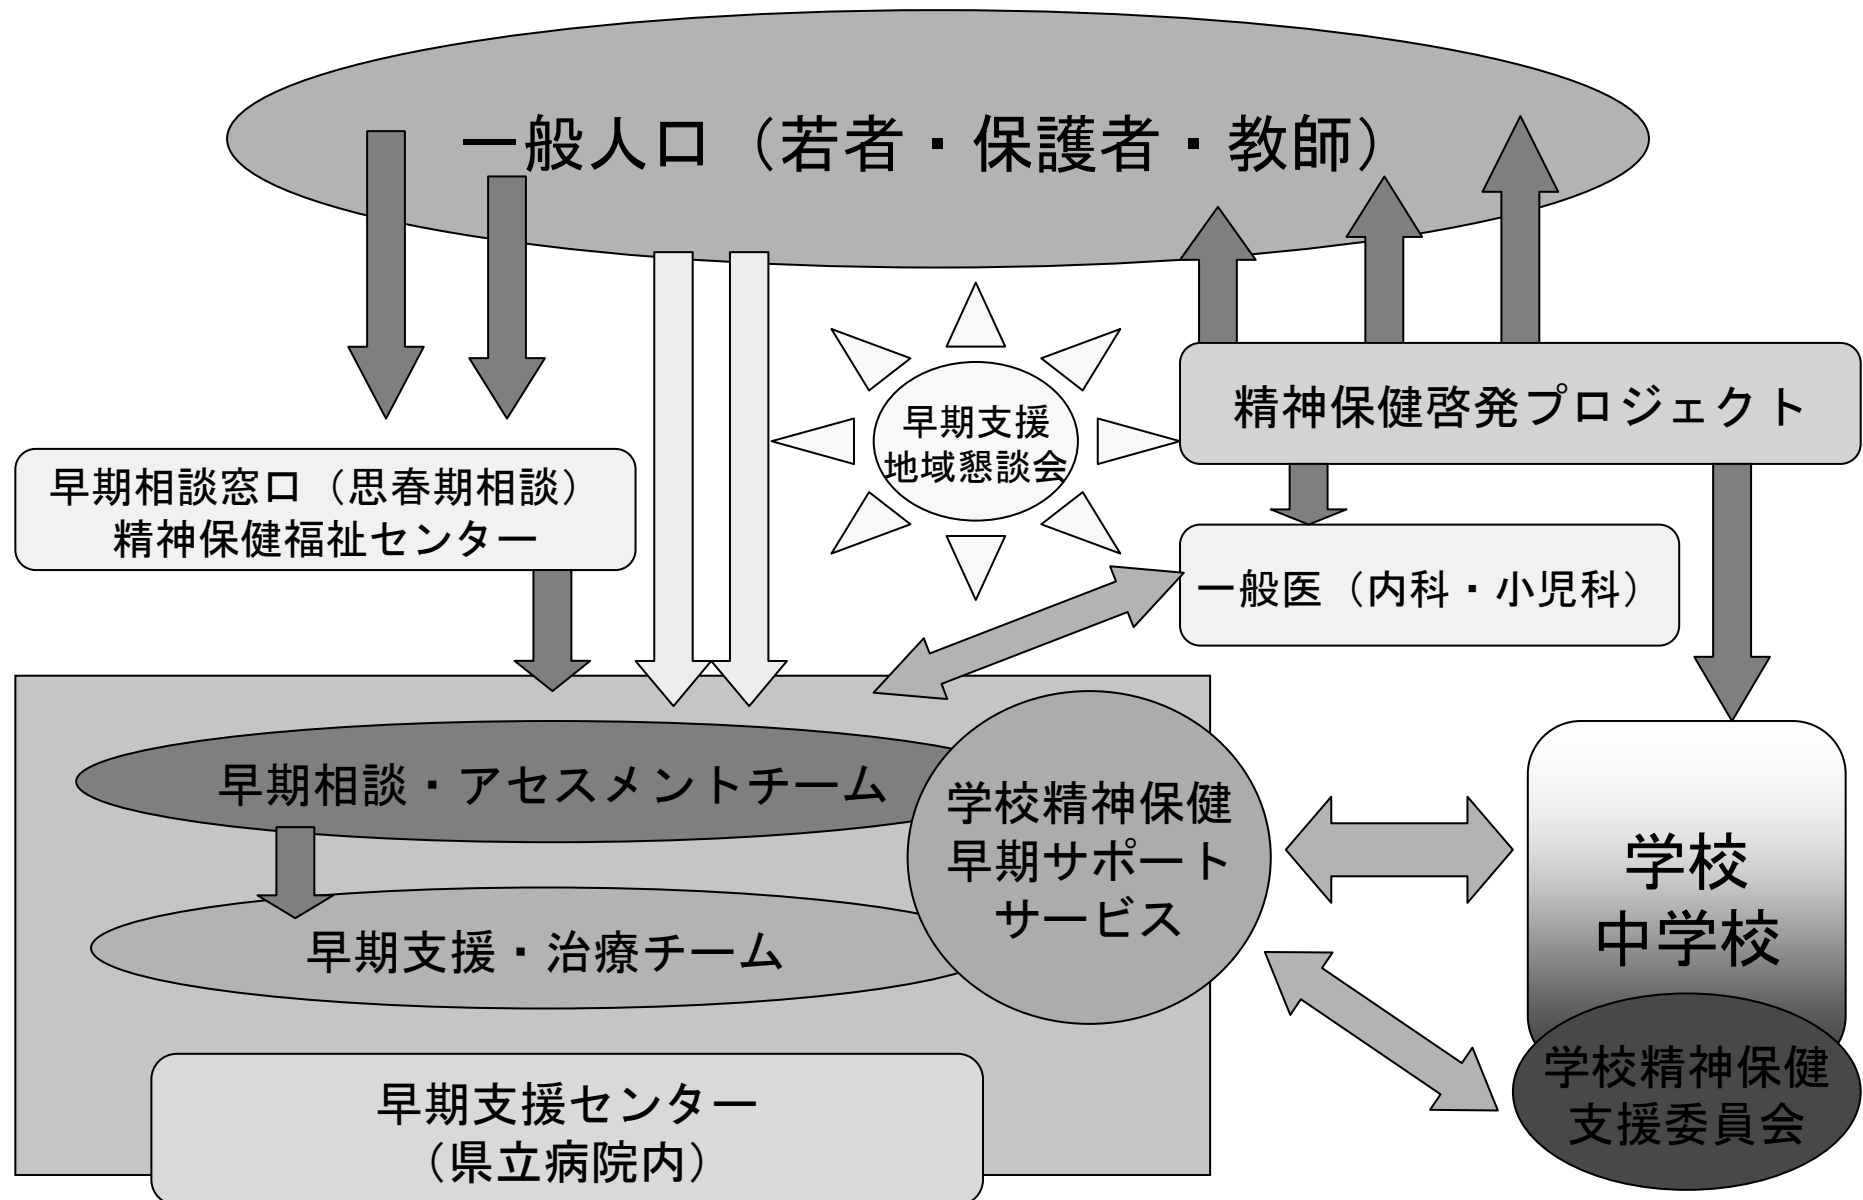 一般人口（若者・保護者・教師）
早期支援
地域懇談会
精神保健啓発プロジェクト
早期相談窓口（思春期相談）
精神保健福祉センター
一般医（内科・小児科）
早期相談・アセスメントチーム
学校精神保健
早期サポート
サービス
学校
中学校
早期支援・治療チーム
学校精神保健
支援委員会
早期支援センター
（県立病院内）